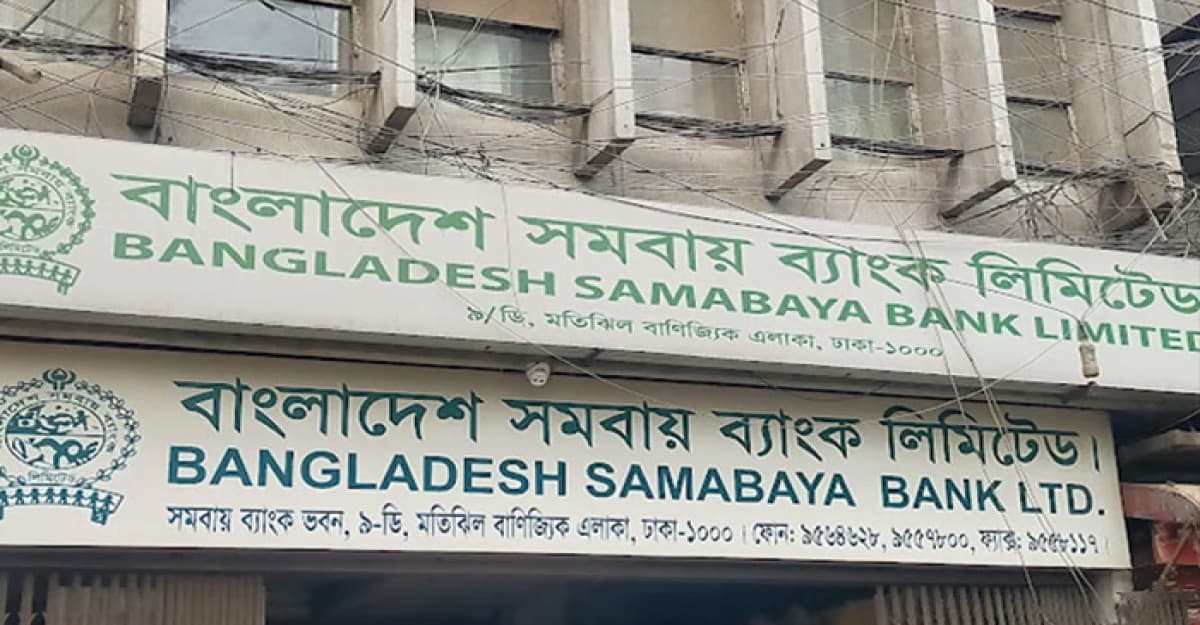 বাংলাদেশ সমবায় ব্যাংক লিমিটেড
BANGLADESH SAMABAYA BANK LIMITED
৯/ডি, মতিঝিল বাণিজ্যিক এলাকা, ঢাকা-১০০০
বাংলাদেশ সমবায় ব্যাংক লিমিটেড।
BANGLADESH SAMABAYA BANK LTD.
সমবায় ব্যাংক ভবন, ৯-ডি, মতিঝিল বাণিজ্যিক এলাকা, ঢাকা-১০০০। ফোন: ৯৫৬৪৬২৮, ৯৫৫৭৮০০, ফ্যাক্স: ৯৫৫৮১১৭।